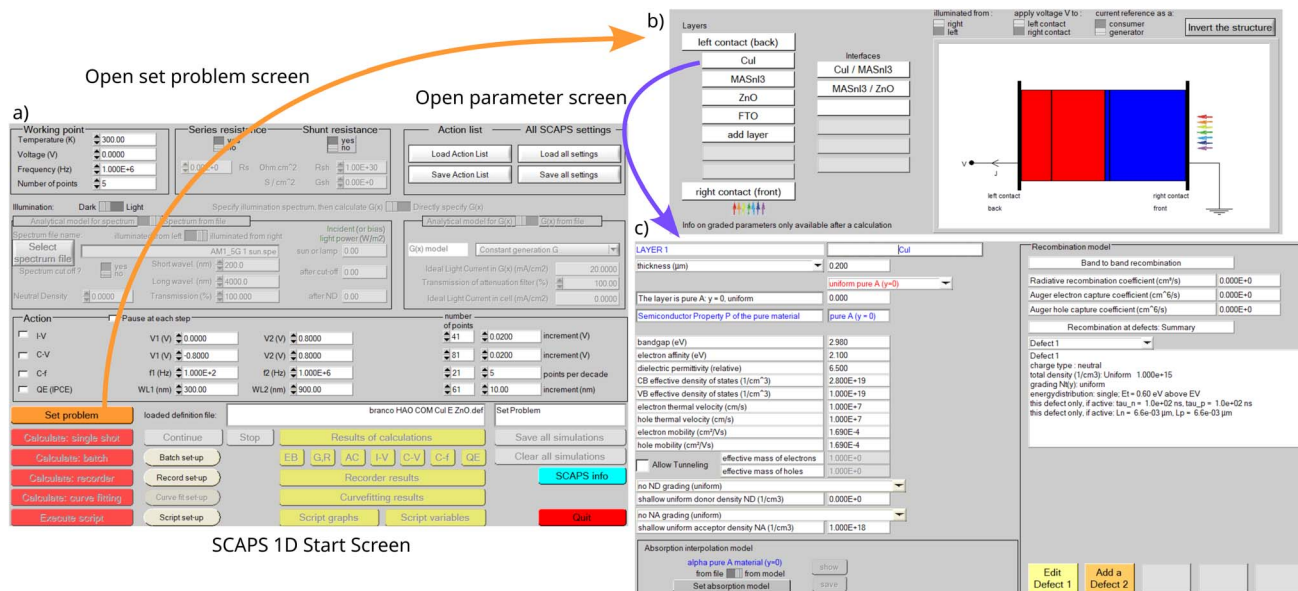 Open set problem screen
Open parameter screen
a)
Working point
Temperature (K) 300.00
Voltage (V) 0.0000
Frequency (Hz) 1.000E+6
Number of points 5
Series resistance
yes
no
Shunt resistance
yes
no
0.00E+0 Rs Ohm.cm^2 Rsh 1.00E+30
S / cm^2 Gsh 0.00E+0
Action list
Load Action List
Save Action List
All SCAPS settings
Load all settings
Save all settings
Illumination: Dark Light
Specify illumination spectrum, then calculate G(x) Directly specify G(x)
Analytical model for spectrum Spectrum from file
Spectrum file name illuminated from left illuminated from right
Incident (or bias)
light power (W/m2)
Select
spectrum file
AM1_5G 1 sun.spe
sun or lamp 0.00
Spectrum cut off ? yes
no
Short wavel. (nm) 200.0
Long wavel. (nm) 4000.0
after cut-off 0.00
Neutral Density 0.0000 Transmission (%) 100.000 after ND 0.00
Analytical model for G(x) G(x) from file
G(x) model Constant generation G
Ideal Light Current in G(x) (mA/cm2) 20.0000
Transmission of attenuation filter (%) 100.00
Ideal Light Current in cell (mA/cm2) 0.0000
Action
Pause at each step
number
of points
I-V V1 (V) 0.0000 V2 (V) 0.8000 41 0.0200 increment (V)
C-V V1 (V) -0.8000 V2 (V) 0.8000 81 0.0200 increment (V)
C-f f1 (Hz) 1.000E+2 f2 (Hz) 1.000E+6 21 5 points per decade
QE (IPCE) WL1 (nm) 300.00 WL2 (nm) 900.00 61 10.00 increment (nm)
Set problem loaded definition file: branco HAO COM CuI E ZnO.def Set Problem
Calculate: single shot Continue Stop Results of calculations Save all simulations
Calculate: batch Batch set-up EB G,R AC I-V C-V C-f QE Clear all simulations
Calculate: recorder Record set-up Recorder results SCAPS info
Calculate: curve fitting Curve fit set-up Curvefitting results
Execute script Script set-up Script graphs Script variables Quit
SCAPS 1D Start Screen
b)
Layers
left contact (back)
CuI
MASnI3
ZnO
FTO
add layer
right contact (front)
Interfaces
CuI / MASnI3
MASnI3 / ZnO
Info on graded parameters only available after a calculation
illuminated from :
right
left
apply voltage V to :
left contact
right contact
current reference as a:
consumer
generator
Invert the structure
V
J
left contact
back
right contact
front
c)
LAYER 1 CuI
thickness (µm) 0.200
uniform pure A (y=0)
The layer is pure A: y = 0, uniform 0.000
Semiconductor Property P of the pure material pure A (y = 0)
bandgap (eV) 2.980
electron affinity (eV) 2.100
dielectric permittivity (relative) 6.500
CB effective density of states (1/cm^3) 2.800E+19
VB effective density of states (1/cm^3) 1.000E+19
electron thermal velocity (cm/s) 1.000E+7
hole thermal velocity (cm/s) 1.000E+7
electron mobility (cm²/Vs) 1.690E-4
hole mobility (cm²/Vs) 1.690E-4
Allow Tunneling effective mass of electrons 1.000E+0
effective mass of holes 1.000E+0
no ND grading (uniform)
shallow uniform donor density ND (1/cm3) 0.000E+0
no NA grading (uniform)
shallow uniform acceptor density NA (1/cm3) 1.000E+18
Absorption interpolation model
alpha pure A material (y=0)
from file from model
Set absorption model
show
save
Recombination model
Band to band recombination
Radiative recombination coefficient (cm³/s) 0.000E+0
Auger electron capture coefficient (cm^6/s) 0.000E+0
Auger hole capture coefficient (cm^6/s) 0.000E+0
Recombination at defects: Summary
Defect 1
Defect 1
charge type : neutral
total density (1/cm3): Uniform 1.000e+15
grading Nt(y): uniform
energydistribution: single; Et = 0.60 eV above EV
this defect only, if active: tau_n = 1.0e+02 ns, tau_p = 1.0e+02 ns
this defect only, if active: Ln = 6.6e-03 µm, Lp = 6.6e-03 µm
Edit
Defect 1
Add a
Defect 2